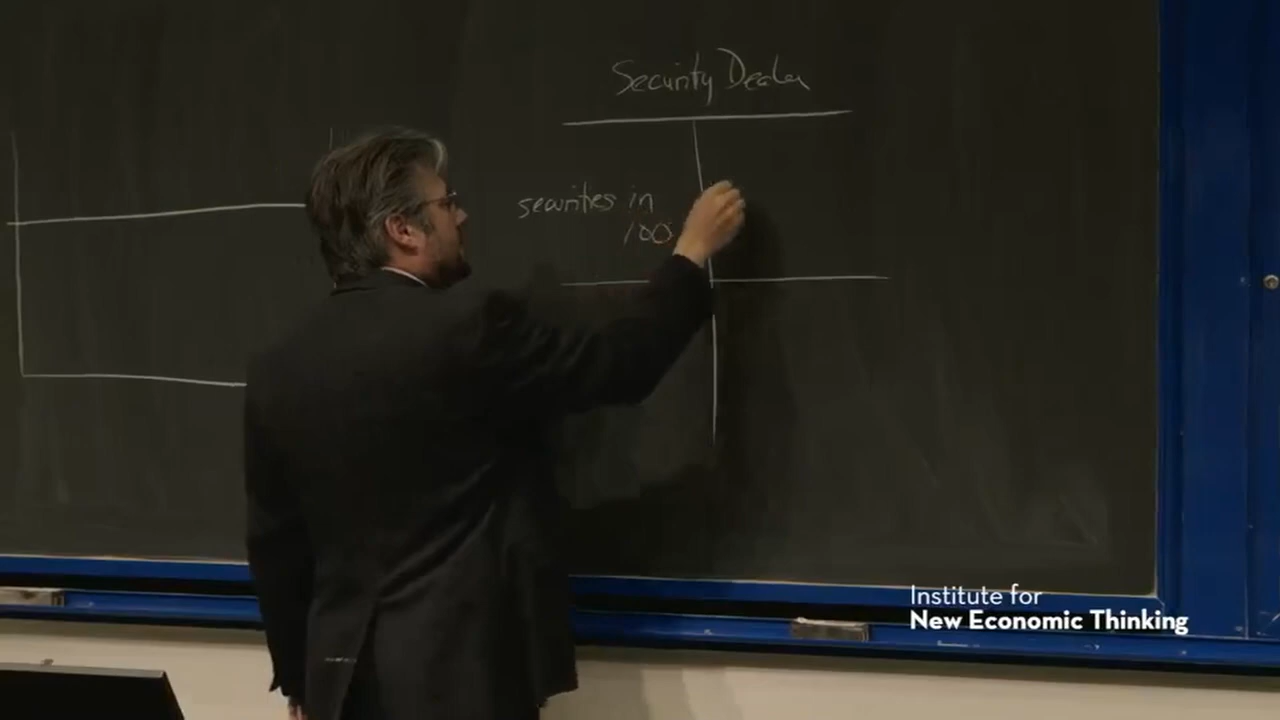 Security Dealer
securities in
100
Institute for
New Economic Thinking